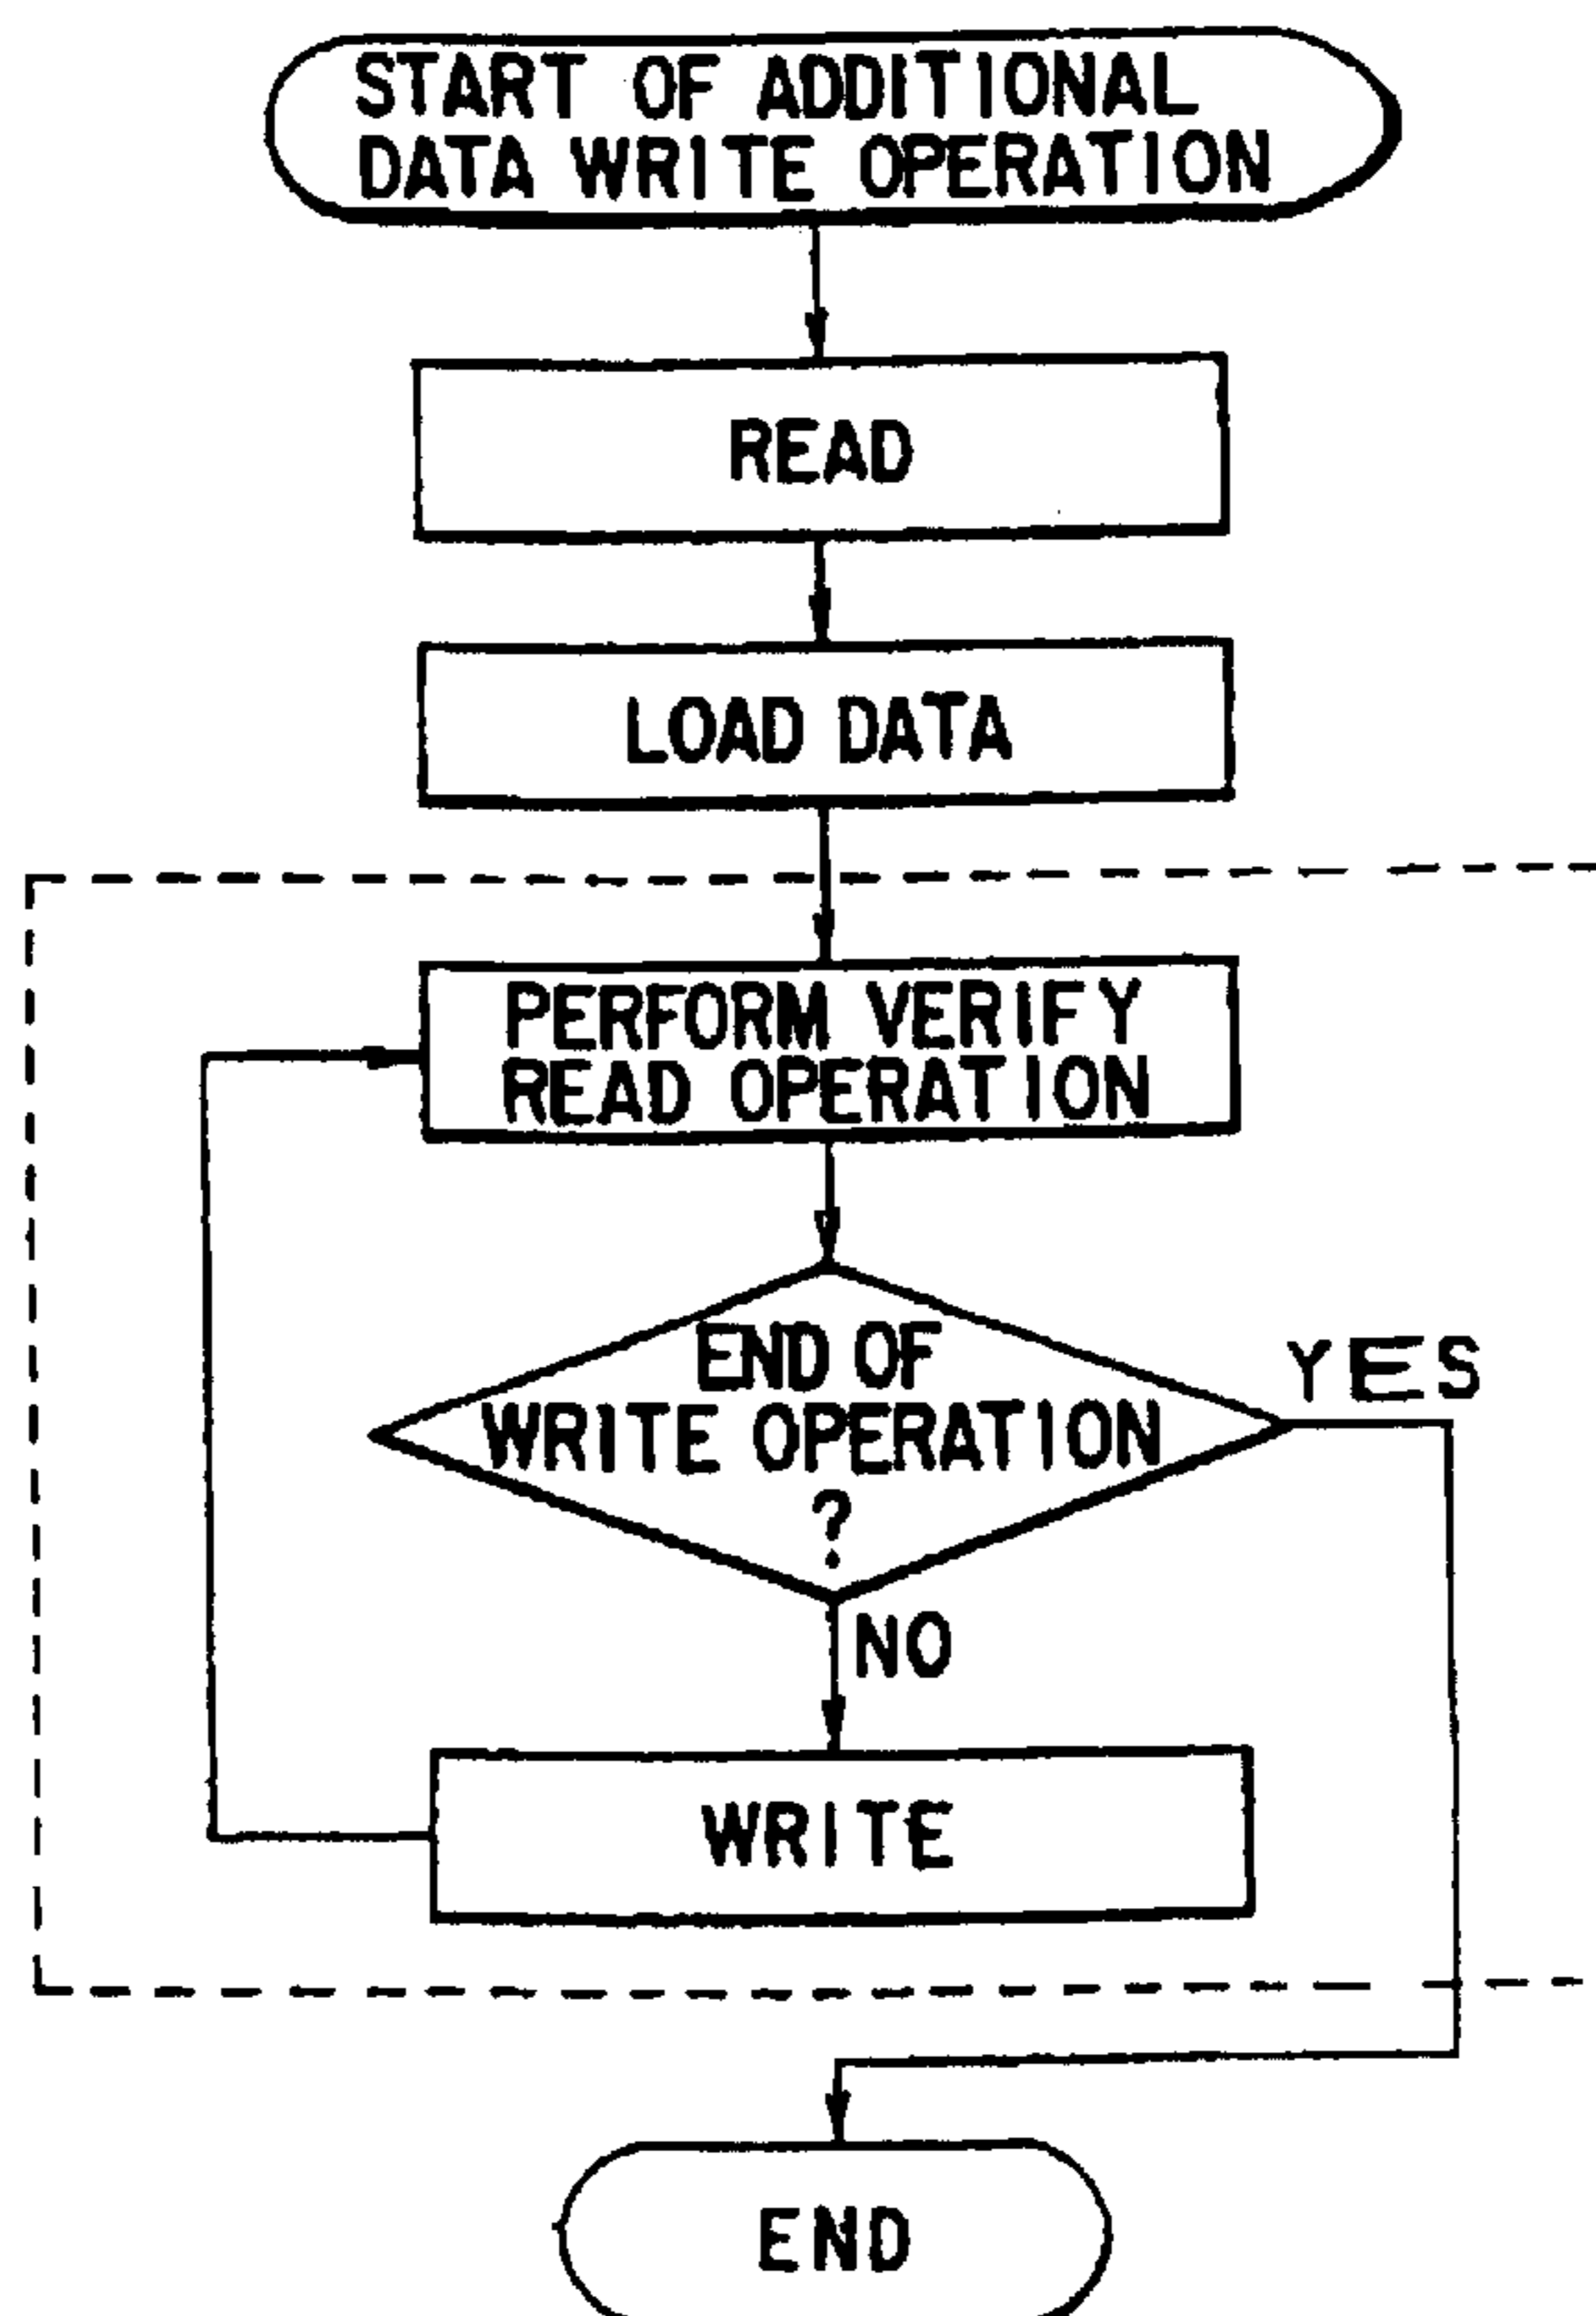 START OF ADDITIONAL
DATA WRITE OPERATION
READ
LOAD DATA
PERFORM VERIFY
READ OPERATION
END OF
WRITE OPERATION
?
YES
NO
WRITE
END